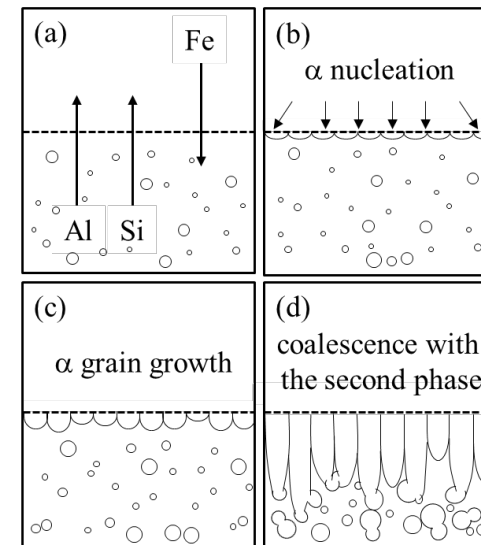 (a)
Fe
Al
Si
(b)
α nucleation
(c)
α grain growth
(d)
coalescence with
the second phase